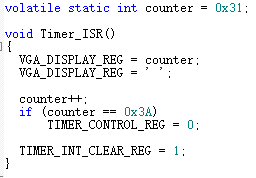 volatile static int counter = 0x31;
void Timer_ISR()
{
VGA_DISPLAY_REG = counter;
VGA_DISPLAY_REG = ' ';
counter++;
if (counter == 0x3A)
TIMER_CONTROL_REG = 0;
TIMER_INT_CLEAR_REG = 1;
}